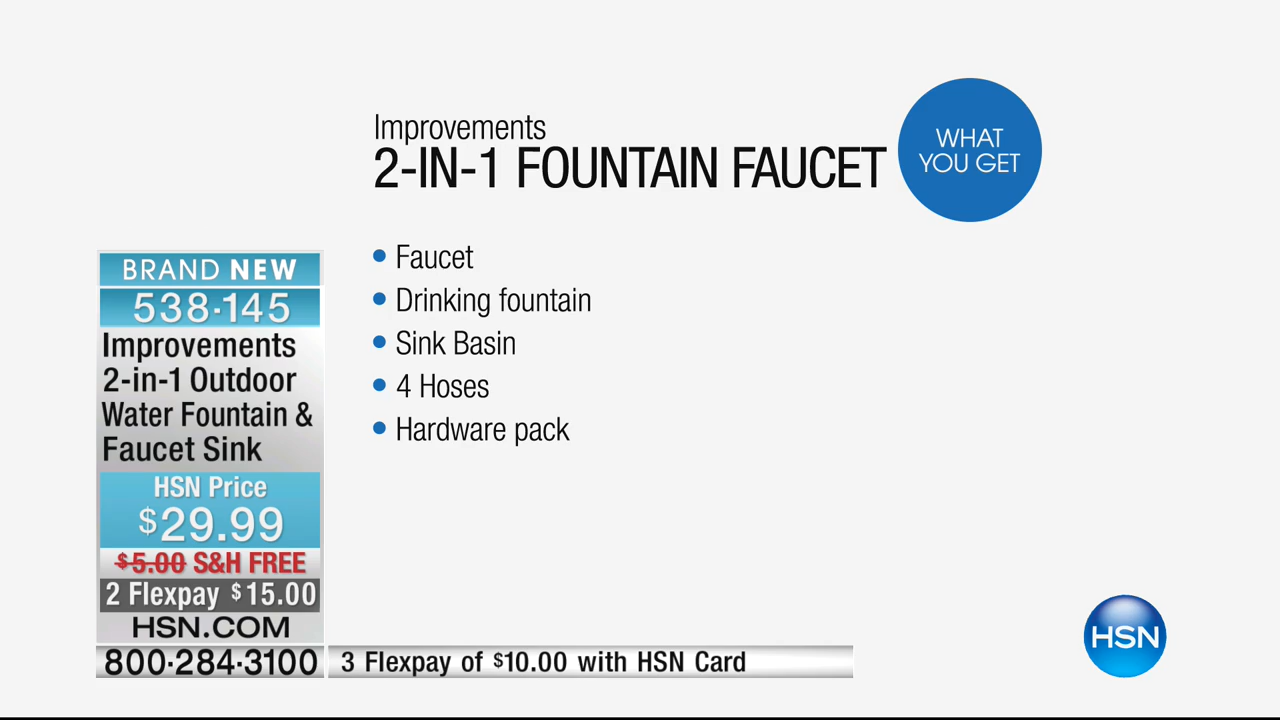 Improvements
2-IN-1 FOUNTAIN FAUCET
WHAT
YOU GET
• Faucet
• Drinking fountain
• Sink Basin
• 4 Hoses
• Hardware pack
BRAND NEW
538·145
Improvements
2-in-1 Outdoor
Water Fountain &
Faucet Sink
HSN Price
$29.99
$5.00 S&H FREE
2 Flexpay $15.00
HSN.COM
800·284·3100
3 Flexpay of $10.00 with HSN Card
HSN